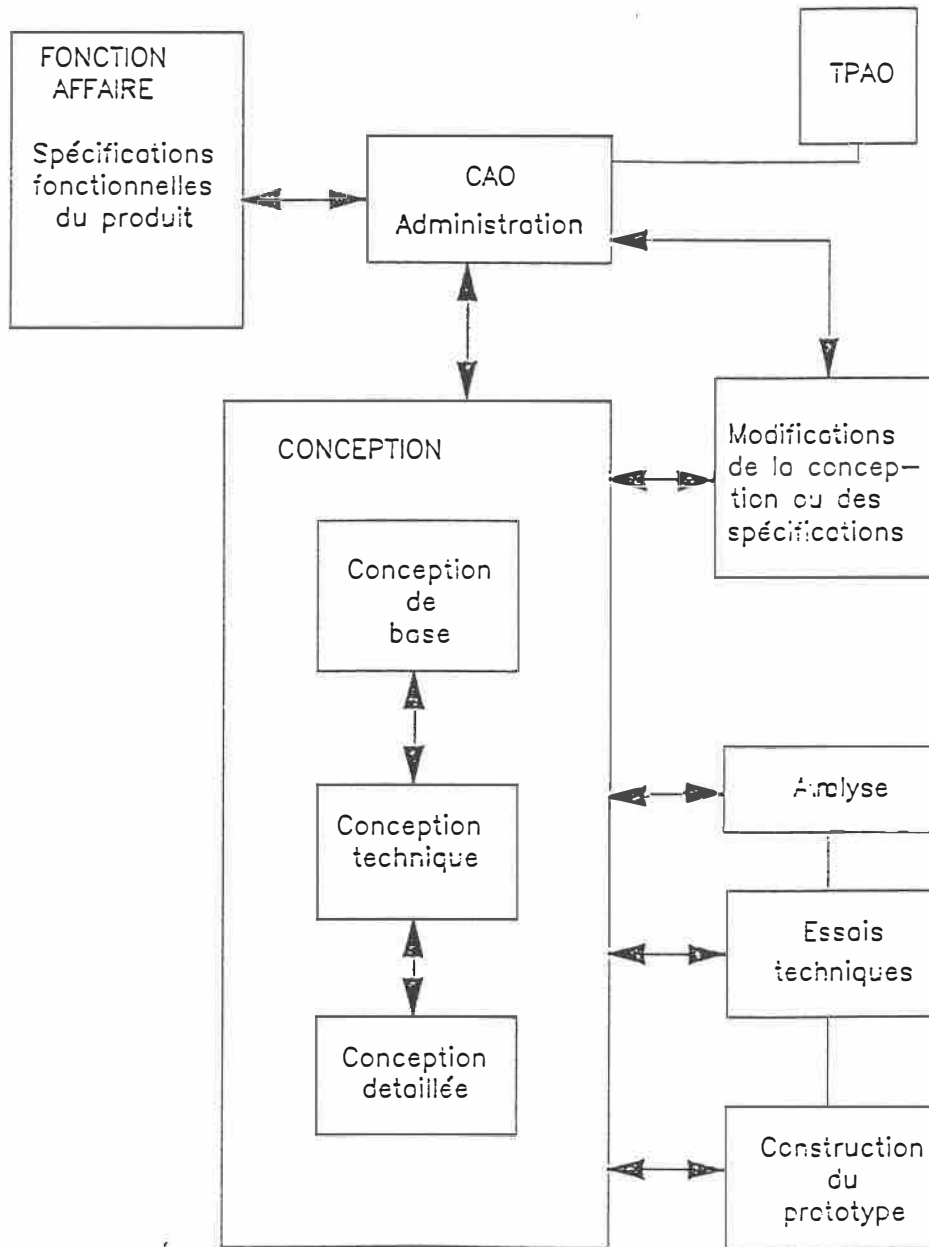 FONCTION
AFFAIRE
Spécifications
fonctionnelles
du produit
TPAO
CAO
Administration
CONCEPTION
Modifications
de la concep–
tion ou des
spécifications
Conception
de
base
Conception
technique
Conception
detaillée
Analyse
Essais
techniques
Construction
du
prototype